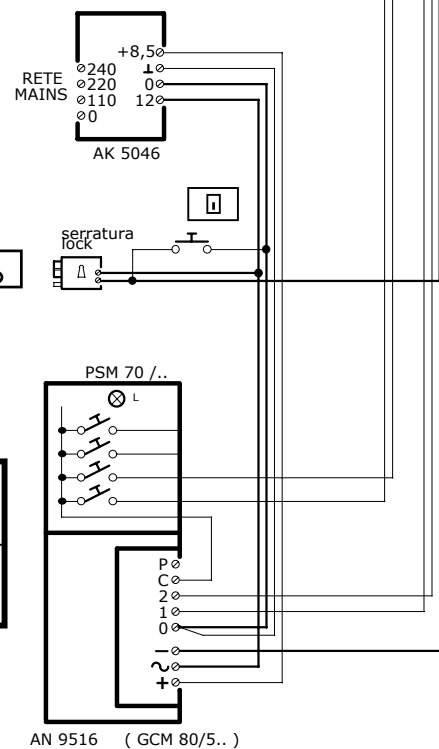 +8,5
240
⊥
RETE
MAINS
220
0
110
12
0
AK 5046
serratura
lock
PSM 70 /..
L
P
C
2
1
0
−
~
+
AN 9516 ( GCM 80/5.. )